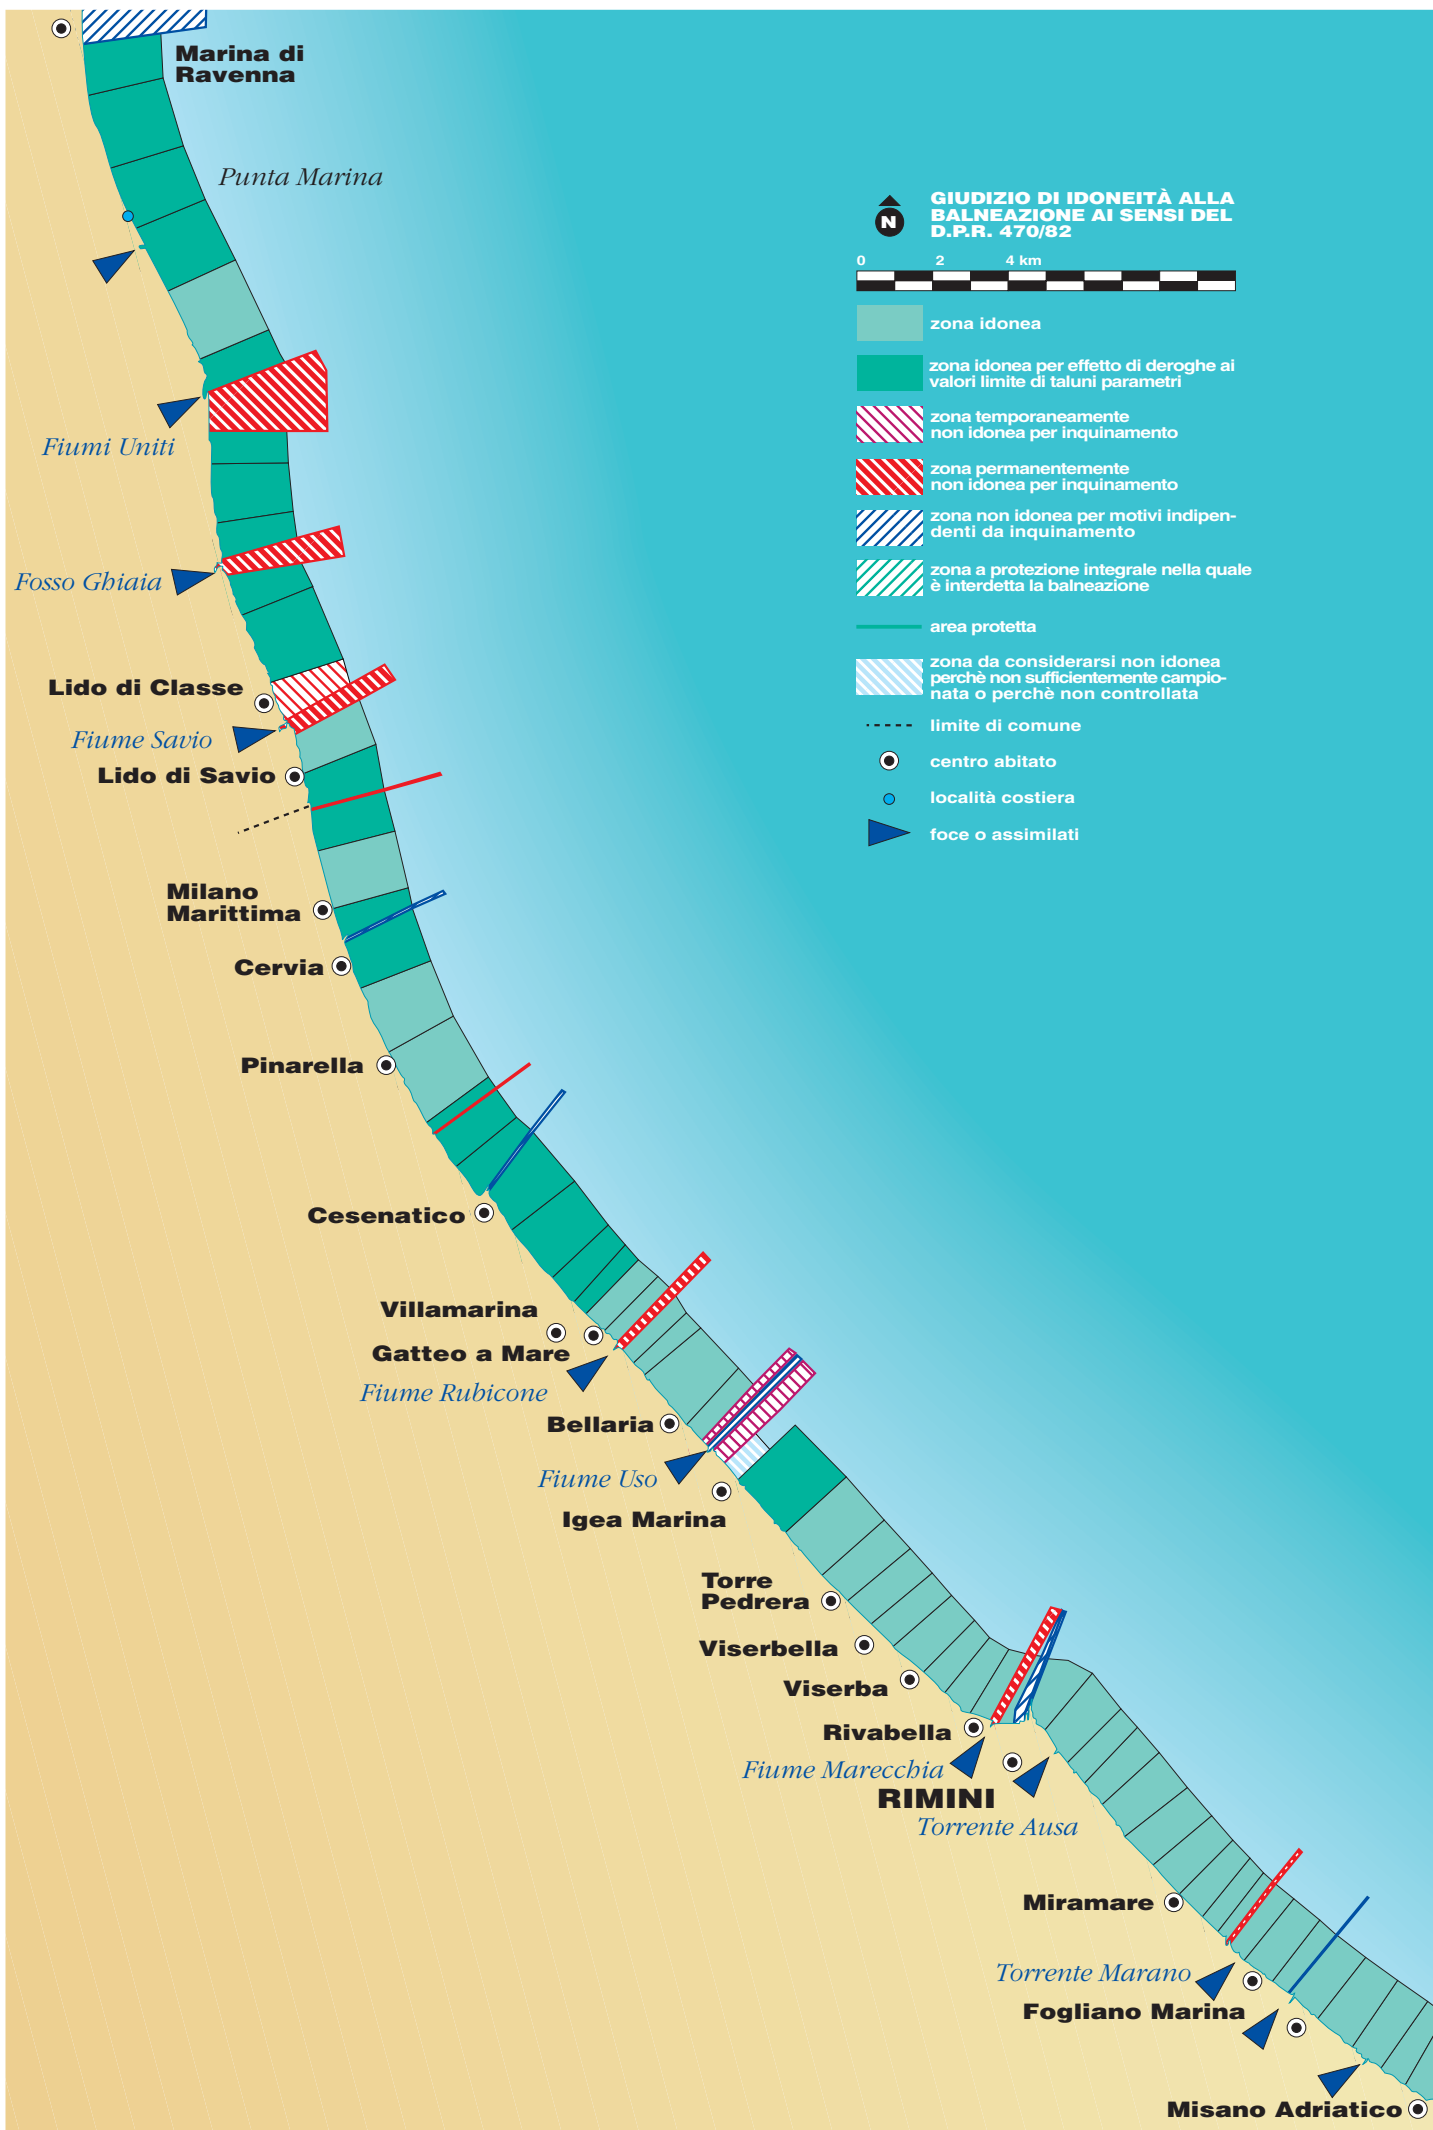 Marina di
Ravenna
Punta Marina
GIUDIZIO DI IDONEITÀ ALLA
BALNEAZIONE AI SENSI DEL
D.P.R. 470/82
N
0 2 4 km
zona idonea
zona idonea per effetto di deroghe ai
valori limite di taluni parametri
zona temporaneamente
non idonea per inquinamento
zona permanentemente
non idonea per inquinamento
zona non idonea per motivi indipen-
denti da inquinamento
zona a protezione integrale nella quale
è interdetta la balneazione
area protetta
zona da considerarsi non idonea
perchè non sufficientemente campio-
nata o perchè non controllata
limite di comune
centro abitato
località costiera
foce o assimilati
Fiumi Uniti
Fosso Ghiaia
Lido di Classe
Fiume Savio
Lido di Savio
Milano
Marittima
Cervia
Pinarella
Cesenatico
Villamarina
Gatteo a Mare
Fiume Rubicone
Bellaria
Fiume Uso
Igea Marina
Torre
Pedrera
Viserbella
Viserba
Rivabella
Fiume Marecchia
RIMINI
Torrente Ausa
Miramare
Torrente Marano
Fogliano Marina
Misano Adriatico